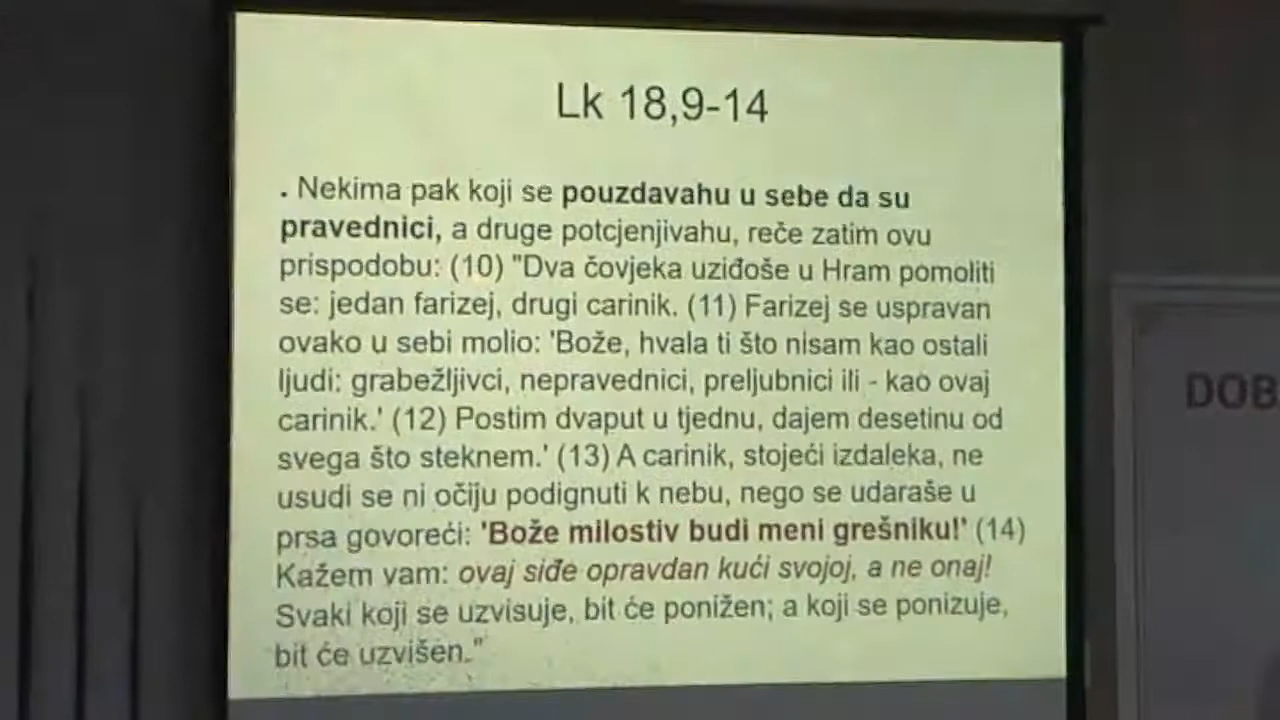 Lk 18,9-14
. Nekima pak koji se pouzdavahu u sebe da su
pravednici, a druge potcjenjivahu, reče zatim ovu
prispodobu: (10) "Dva čovjeka uziđoše u Hram pomoliti
se: jedan farizej, drugi carinik. (11) Farizej se uspravan
ovako u sebi molio: 'Bože, hvala ti što nisam kao ostali
ljudi: grabežljivci, nepravednici, preljubnici ili - kao ovaj
carinik.' (12) Postim dvaput u tjednu, dajem desetinu od
svega što steknem.' (13) A carinik, stojeći izdaleka, ne
usudi se ni očiju podignuti k nebu, nego se udaraše u
prsa govoreći: 'Bože milostiv budi meni grešniku!' (14)
Kažem vam: ovaj siđe opravdan kući svojoj, a ne onaj!
Svaki koji se uzvisuje, bit će ponižen; a koji se ponizuje,
bit će uzvišen."
DOB